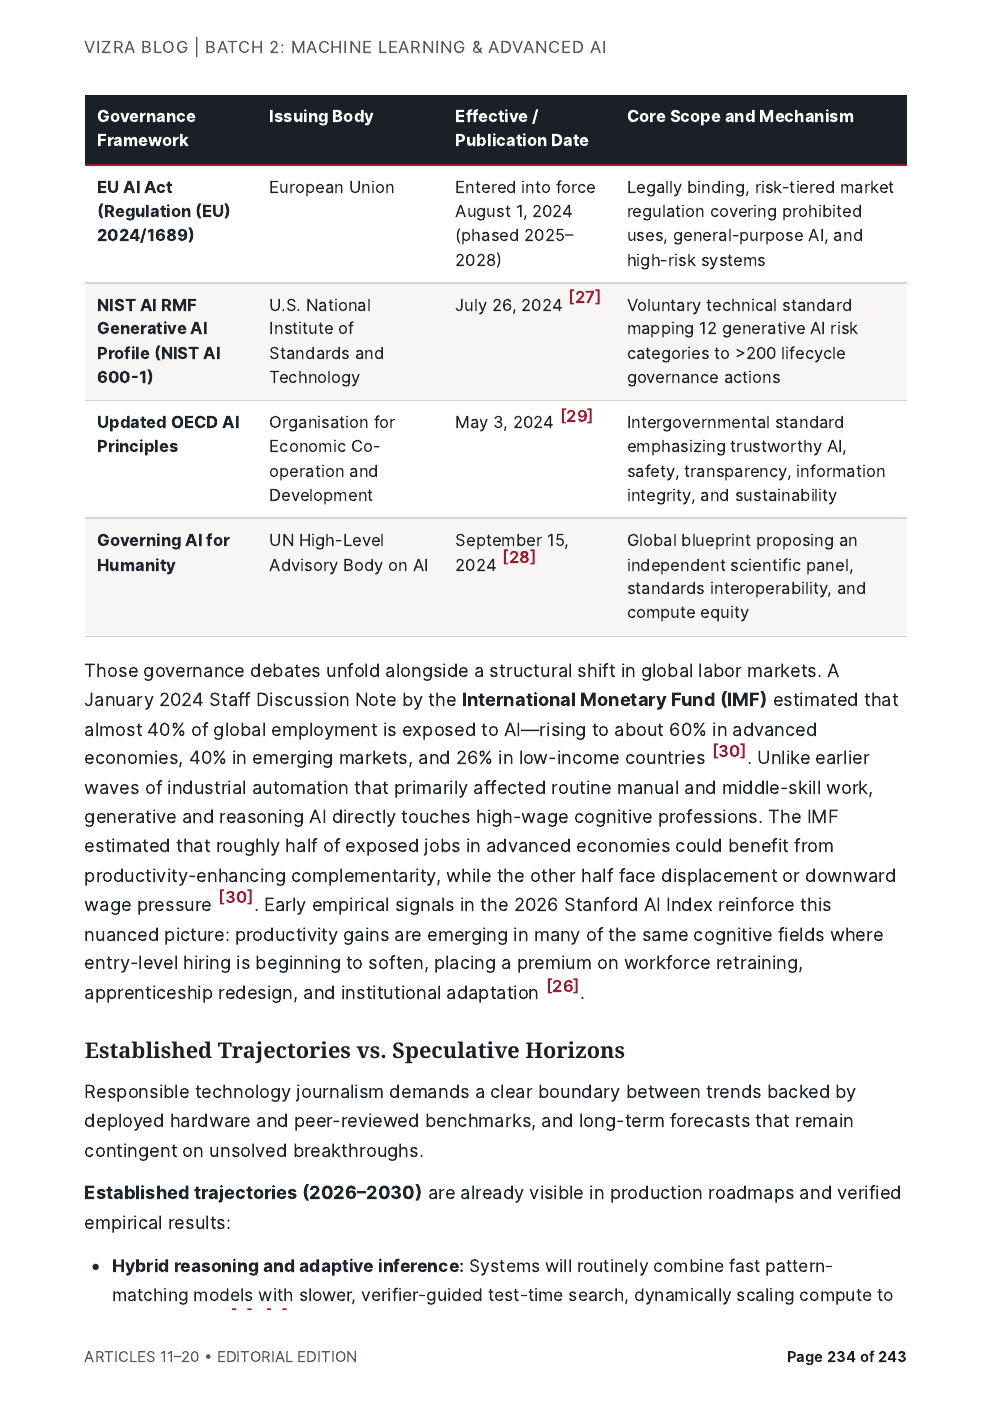 VIZRA BLOG | BATCH 2: MACHINE LEARNING & ADVANCED AI
Governance Framework
Issuing Body
Effective / Publication Date
Core Scope and Mechanism
EU AI Act
(Regulation (EU)
2024/1689)
European Union
Entered into force
August 1, 2024
(phased 2025–
2028)
Legally binding, risk-tiered market
regulation covering prohibited
uses, general-purpose AI, and
high-risk systems
NIST AI RMF
Generative AI
Profile (NIST AI
600-1)
U.S. National
Institute of
Standards and
Technology
July 26, 2024 [27]
Voluntary technical standard
mapping 12 generative AI risk
categories to >200 lifecycle
governance actions
Updated OECD AI
Principles
Organisation for
Economic Co-
operation and
Development
May 3, 2024 [29]
Intergovernmental standard
emphasizing trustworthy AI,
safety, transparency, information
integrity, and sustainability
Governing AI for
Humanity
UN High-Level
Advisory Body on AI
September 15,
2024 [28]
Global blueprint proposing an
independent scientific panel,
standards interoperability, and
compute equity
Those governance debates unfold alongside a structural shift in global labor markets. A
January 2024 Staff Discussion Note by the International Monetary Fund (IMF) estimated that
almost 40% of global employment is exposed to AI—rising to about 60% in advanced
economies, 40% in emerging markets, and 26% in low-income countries [30]. Unlike earlier
waves of industrial automation that primarily affected routine manual and middle-skill work,
generative and reasoning AI directly touches high-wage cognitive professions. The IMF
estimated that roughly half of exposed jobs in advanced economies could benefit from
productivity-enhancing complementarity, while the other half face displacement or downward
wage pressure [30]. Early empirical signals in the 2026 Stanford AI Index reinforce this
nuanced picture: productivity gains are emerging in many of the same cognitive fields where
entry-level hiring is beginning to soften, placing a premium on workforce retraining,
apprenticeship redesign, and institutional adaptation [26].
Established Trajectories vs. Speculative Horizons
Responsible technology journalism demands a clear boundary between trends backed by
deployed hardware and peer-reviewed benchmarks, and long-term forecasts that remain
contingent on unsolved breakthroughs.
Established trajectories (2026–2030) are already visible in production roadmaps and verified
empirical results:
• Hybrid reasoning and adaptive inference: Systems will routinely combine fast pattern-
matching models with slower, verifier-guided test-time search, dynamically scaling compute to
ARTICLES 11–20 • EDITORIAL EDITION
Page 234 of 243